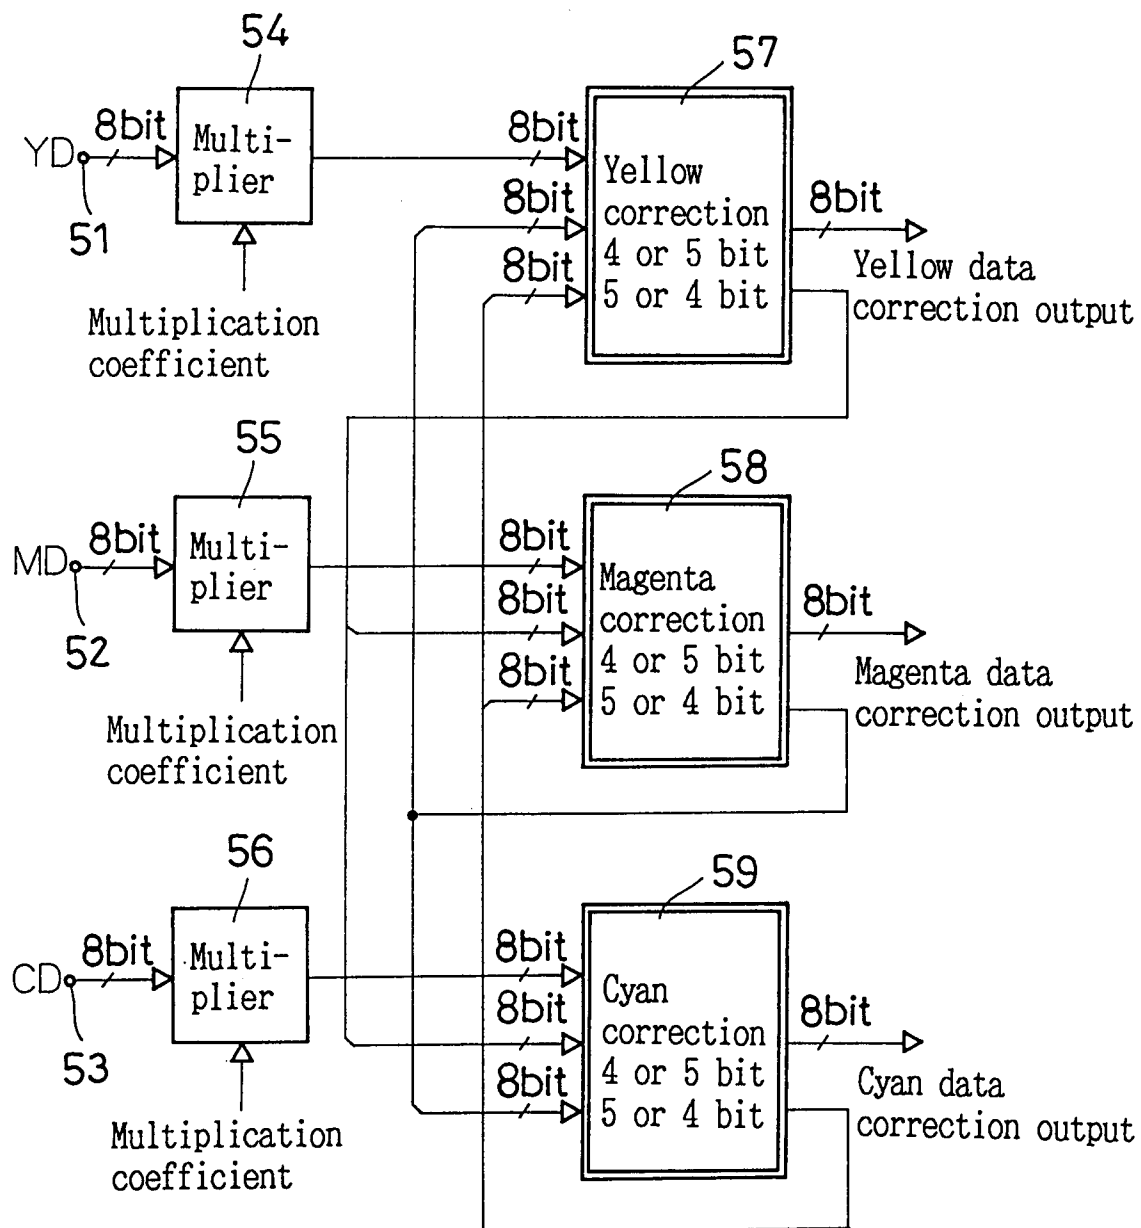 54
57
YD
8bit
Multi-
plier
8bit
8bit
8bit
Yellow
correction
4 or 5 bit
5 or 4 bit
8bit
51
Yellow data
correction output
Multiplication
coefficient
55
58
MD
8bit
Multi-
plier
8bit
8bit
8bit
Magenta
correction
4 or 5 bit
5 or 4 bit
8bit
52
Magenta data
correction output
Multiplication
coefficient
56
59
CD
8bit
Multi-
plier
8bit
8bit
8bit
Cyan
correction
4 or 5 bit
5 or 4 bit
8bit
53
Cyan data
correction output
Multiplication
coefficient